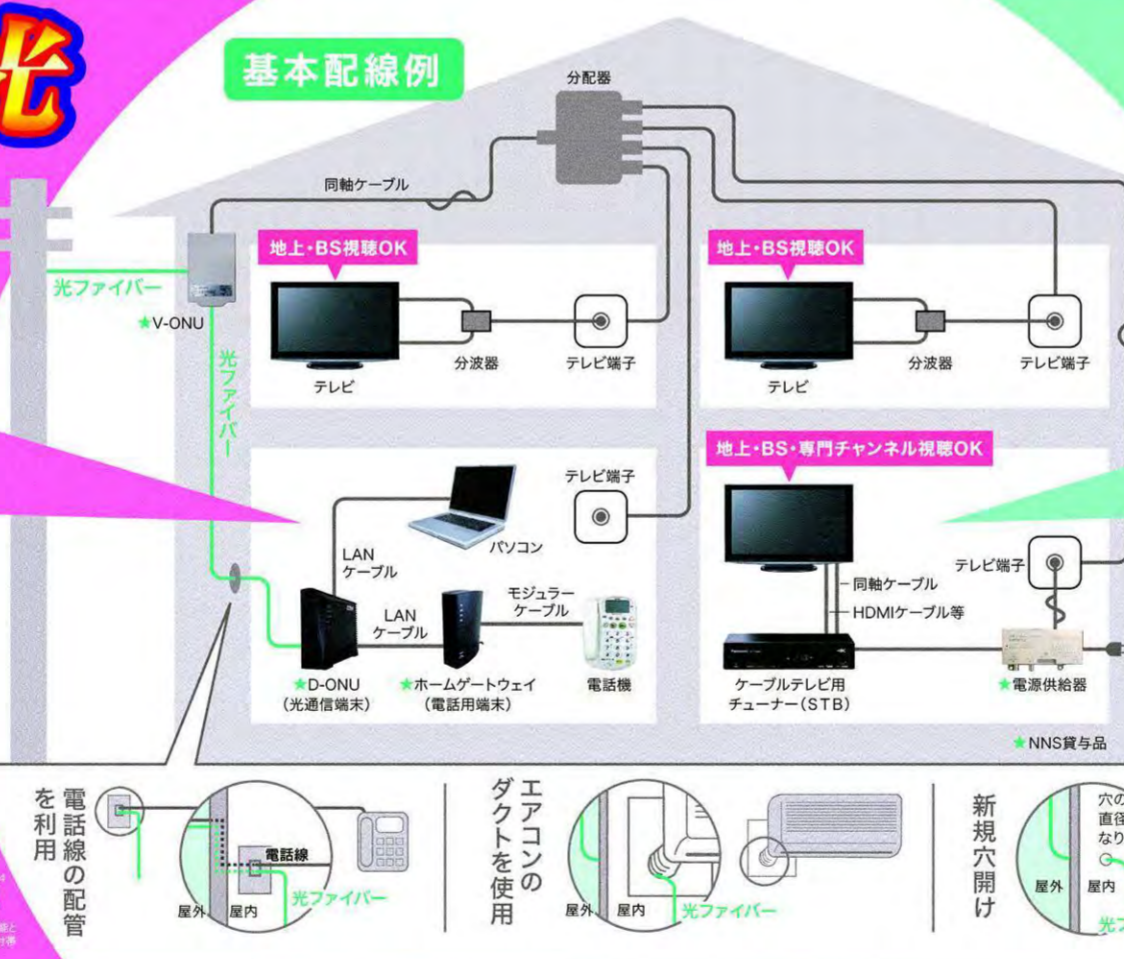 光
基本配線例
分配器
同軸ケーブル
地上・BS視聴OK
地上・BS視聴OK
光ファイバー
★V-ONU
分波器
テレビ端子
テレビ
分波器
テレビ端子
テレビ
光ファイバー
地上・BS・専門チャンネル視聴OK
テレビ端子
パソコン
LAN
ケーブル
テレビ端子
同軸ケーブル
HDMIケーブル等
モジュラー
ケーブル
LAN
ケーブル
★D-ONU
(光通信端末)
★ホームゲートウェイ
(電話用端末)
電話機
ケーブルテレビ用
チューナー(STB)
★電源供給器
★NNS貸与品
電話線の配管
を利用
電話線
光ファイバー
屋外
屋内
エアコンの
ダクトを使用
屋外
屋内
光ファイバー
新規穴開け
穴の
直径
なり
屋外
屋内
光フ